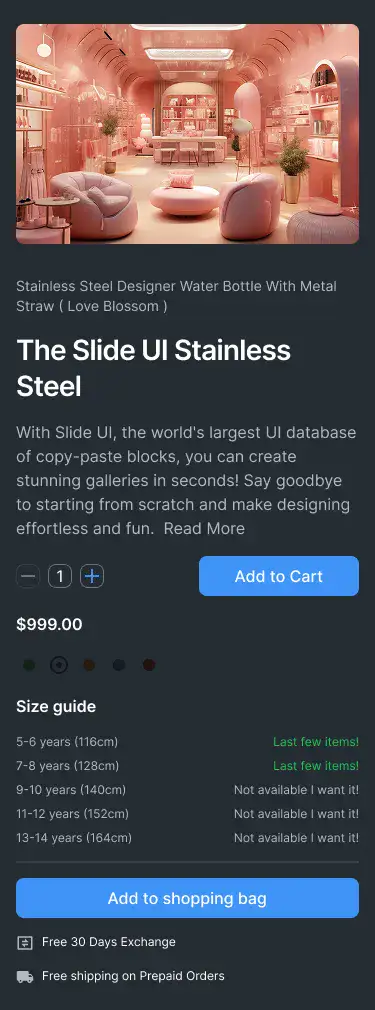 Stainless Steel Designer Water Bottle With Metal
Straw ( Love Blossom )
The Slide UI Stainless
Steel
With Slide UI, the world's largest UI database
of copy-paste blocks, you can create
stunning galleries in seconds! Say goodbye
to starting from scratch and make designing
effortless and fun. Read More
1
Add to Cart
$999.00
Size guide
5-6 years (116cm) Last few items!
7-8 years (128cm) Last few items!
9-10 years (140cm) Not available I want it!
11-12 years (152cm) Not available I want it!
13-14 years (164cm) Not available I want it!
Add to shopping bag
Free 30 Days Exchange
Free shipping on Prepaid Orders